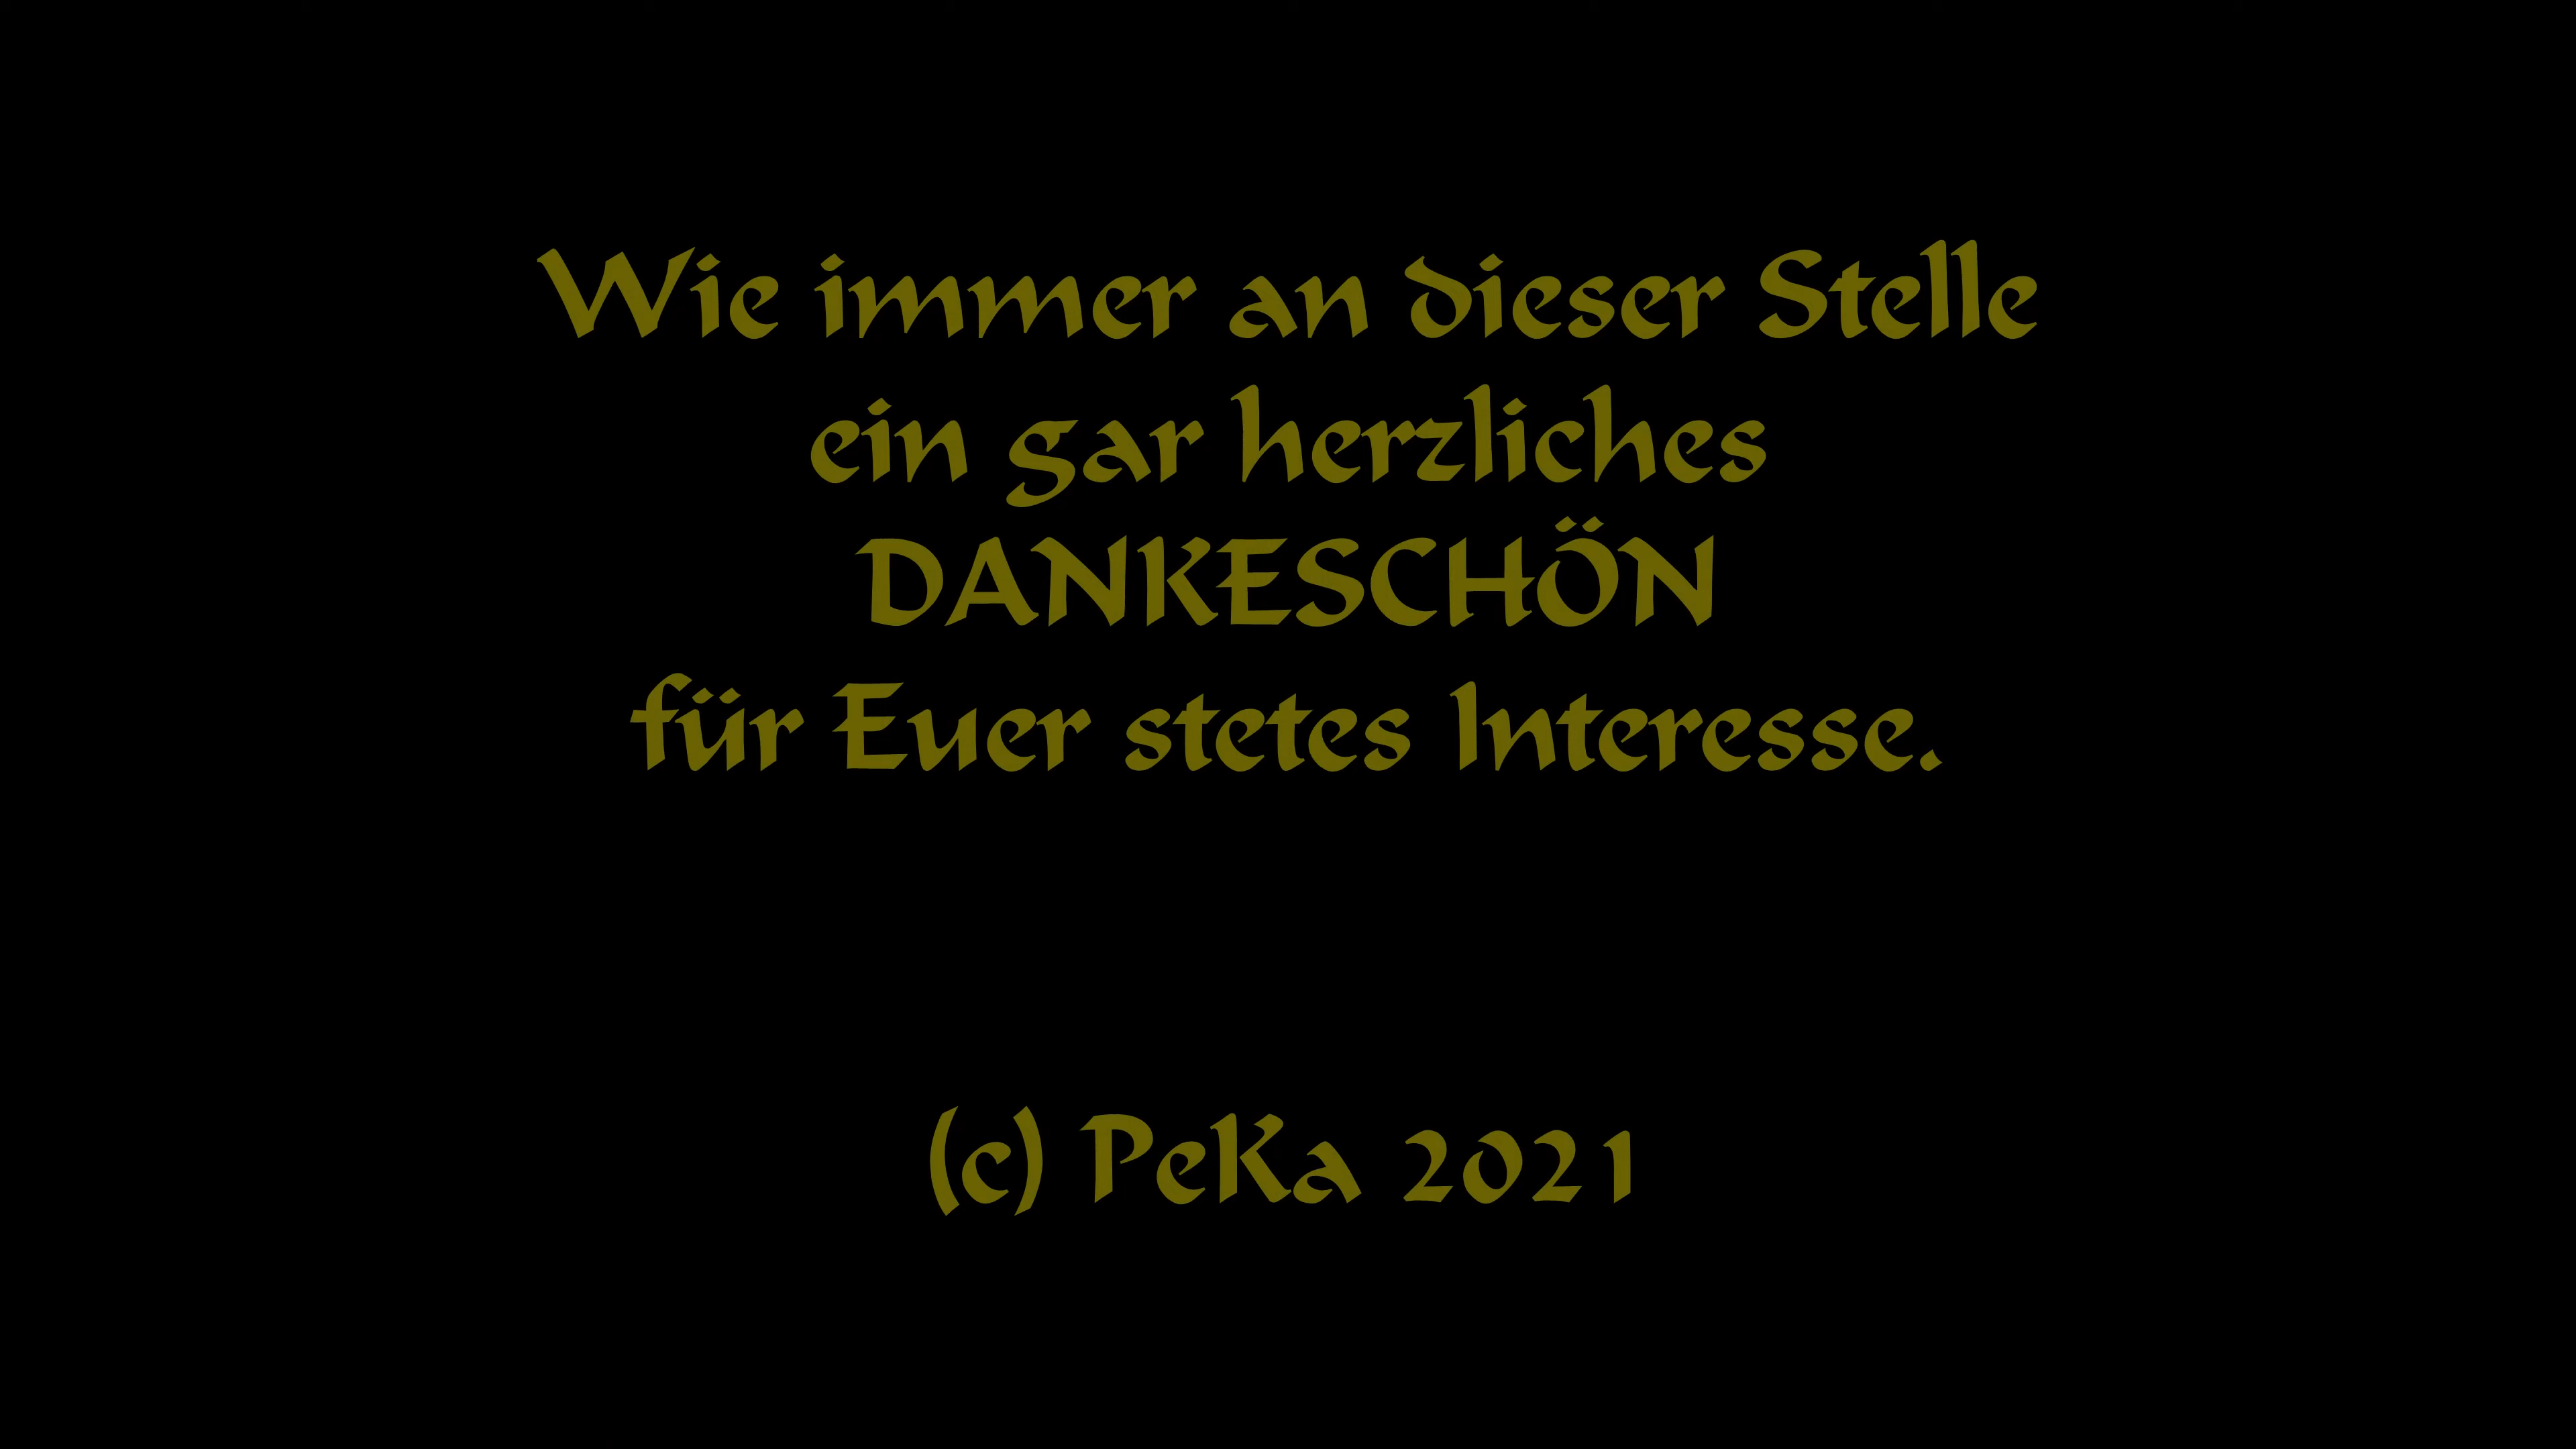 Wie immer an dieser Stelle
ein gar herzliches
DANKESCHÖN
für Euer stetes Interesse.
(c) PeKa 2021